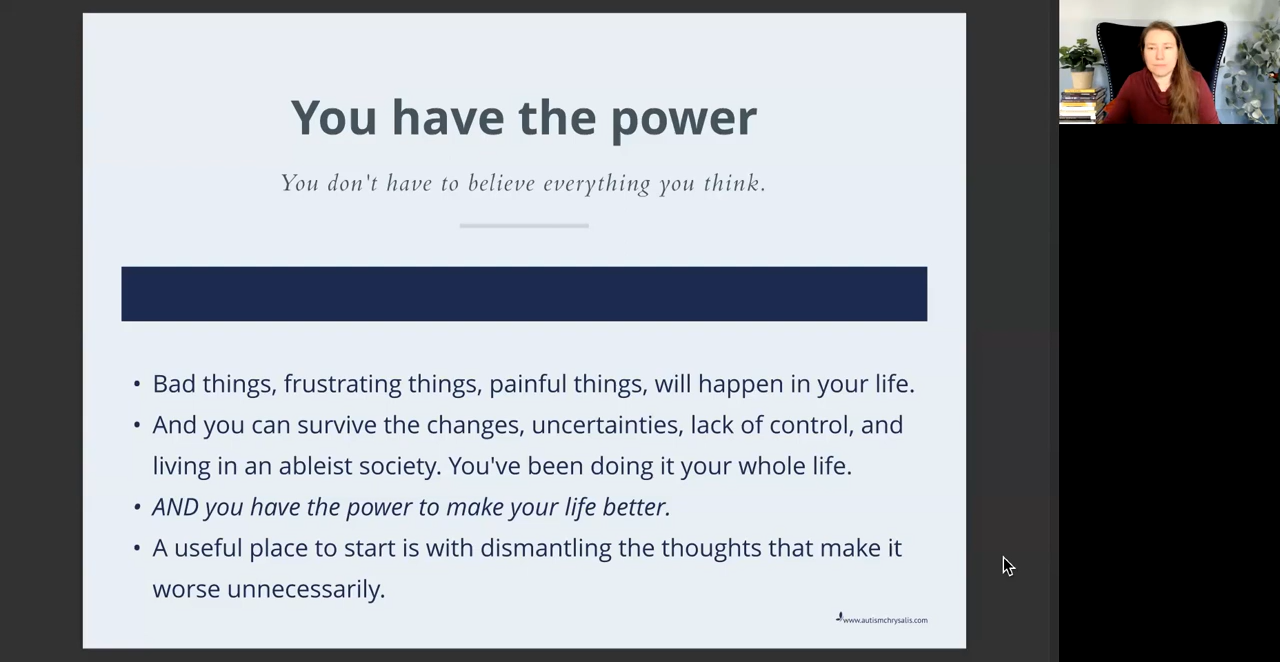 You have the power
You don't have to believe everything you think.
• Bad things, frustrating things, painful things, will happen in your life.
• And you can survive the changes, uncertainties, lack of control, and
living in an ableist society. You've been doing it your whole life.
• AND you have the power to make your life better.
• A useful place to start is with dismantling the thoughts that make it
worse unnecessarily.
www.autismchrysalis.com